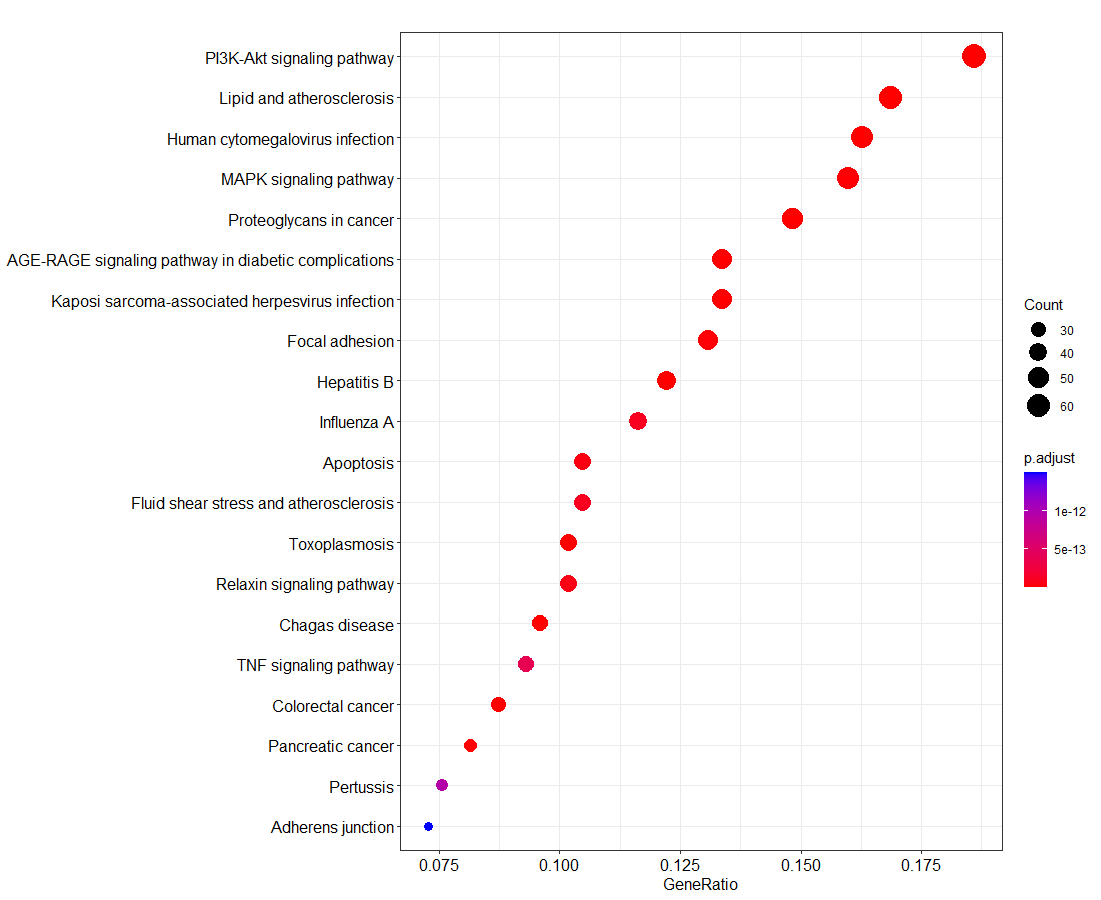 PI3K-Akt signaling pathway
Lipid and atherosclerosis
Human cytomegalovirus infection
MAPK signaling pathway
Proteoglycans in cancer
AGE-RAGE signaling pathway in diabetic complications
Kaposi sarcoma-associated herpesvirus infection
Focal adhesion
Hepatitis B
Influenza A
Apoptosis
Fluid shear stress and atherosclerosis
Toxoplasmosis
Relaxin signaling pathway
Chagas disease
TNF signaling pathway
Colorectal cancer
Pancreatic cancer
Pertussis
Adherens junction
0.075 0.100 0.125 0.150 0.175
GeneRatio
Count
30
40
50
60
p.adjust
1e-12
5e-13